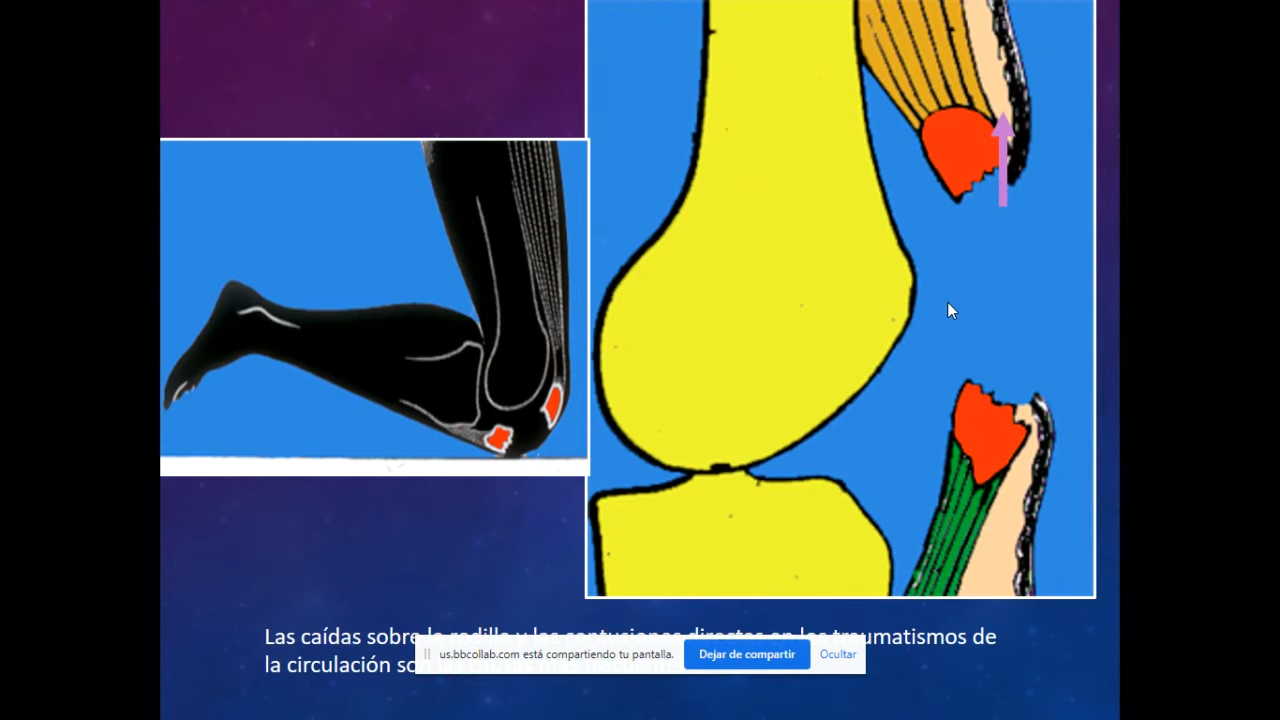 Las caídas sobre la rodilla y las contusiones directas en los traumatismos de
la circulación son
us.bbcollab.com está compartiendo tu pantalla. Dejar de compartir Ocultar